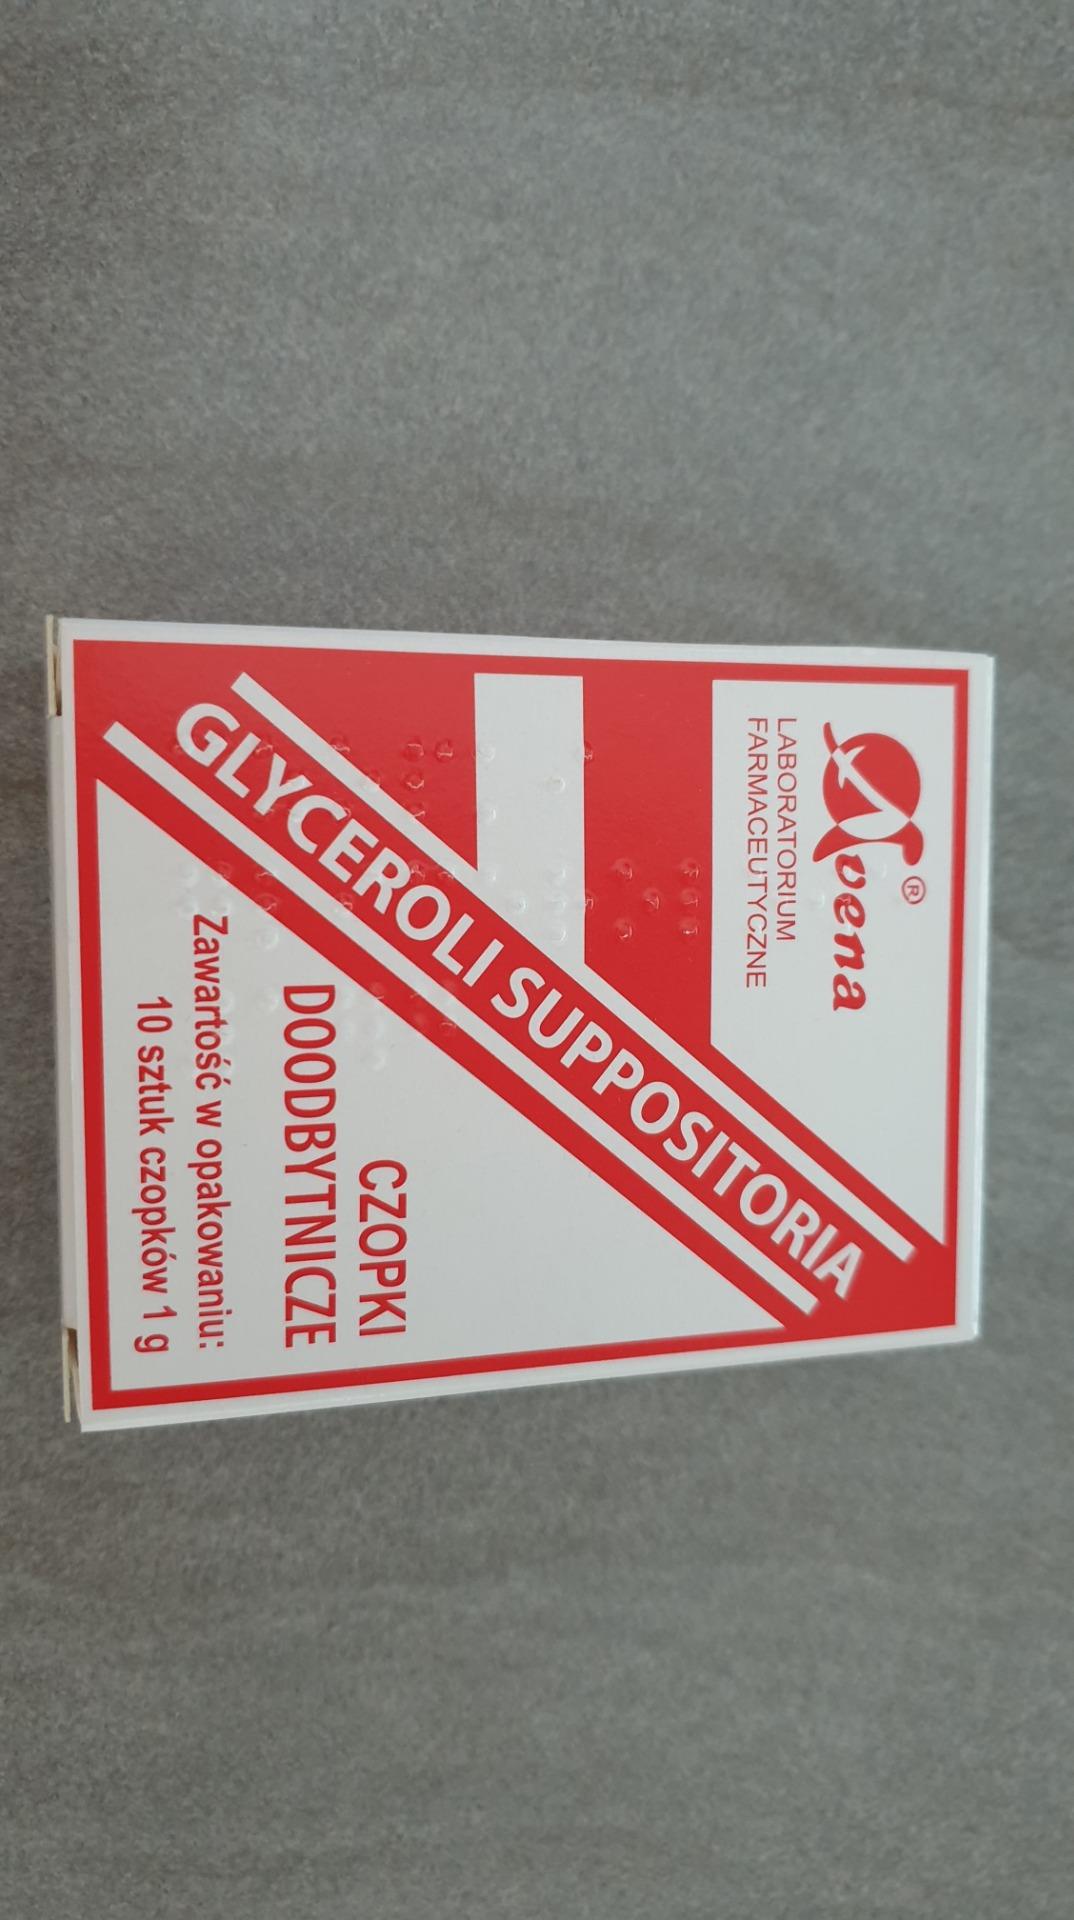 Avena®
LABORATORIUM
FARMACEUTYCZNE
GLYCEROLI SUPPOSITORIA
CZOPKI
DOODBYTNICZE
Zawartość w opakowaniu:
10 sztuk czopków 1 g